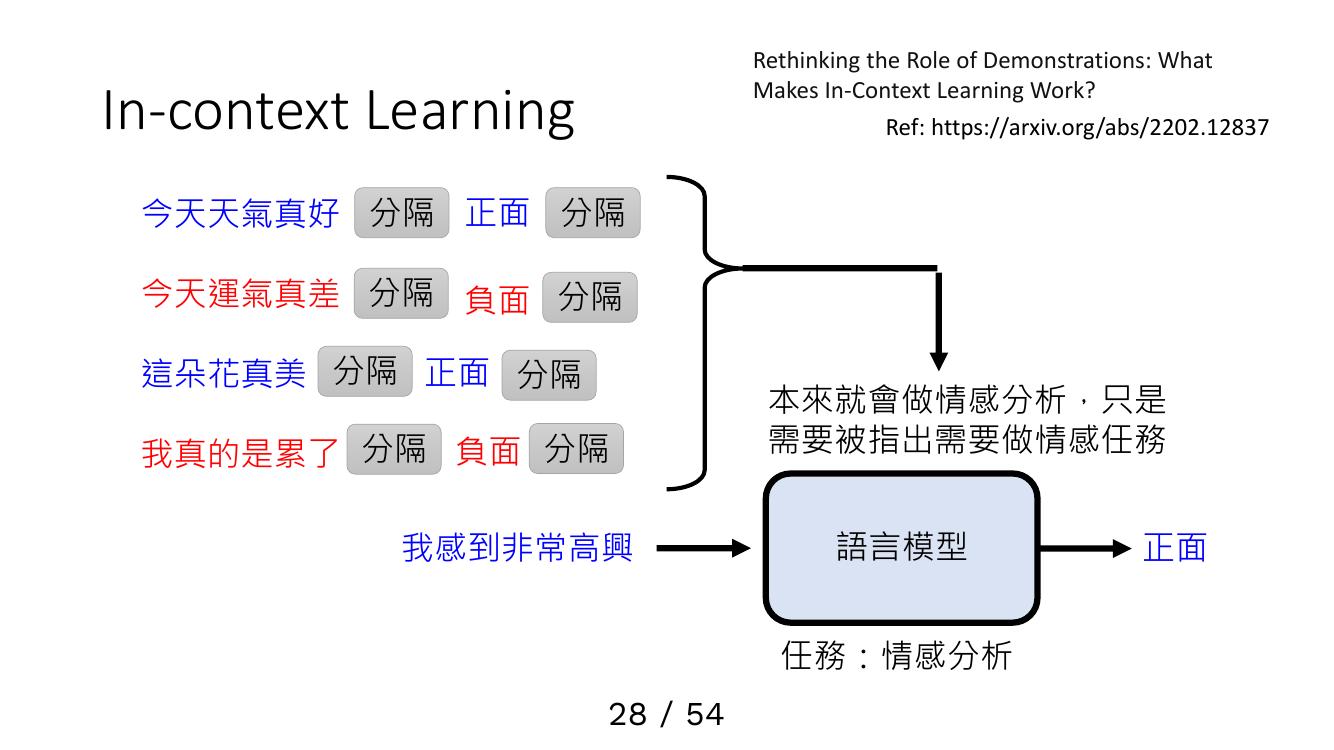 In-context Learning
Rethinking the Role of Demonstrations: What
Makes In-Context Learning Work?
Ref: https://arxiv.org/abs/2202.12837
今天天氣真好 分隔 正面 分隔
今天運氣真差 分隔 負面 分隔
這朵花真美 分隔 正面 分隔
我真的是累了 分隔 負面 分隔
本來就會做情感分析，只是
需要被指出需要做情感任務
我感到非常高興 語言模型 正面
任務：情感分析
28 / 54